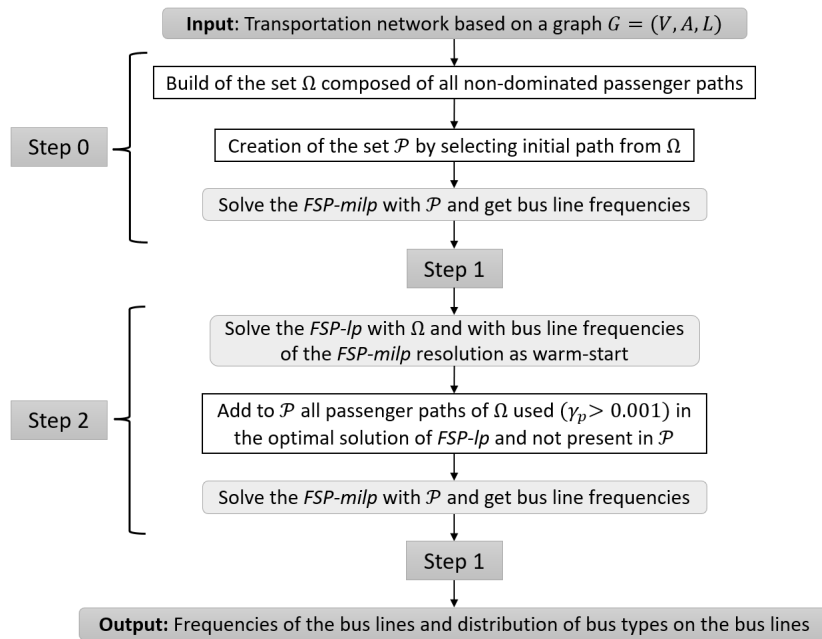 Input: Transportation network based on a graph G = (V, A, L)
Build of the set Ω composed of all non-dominated passenger paths
Step 0
Creation of the set 𝒫 by selecting initial path from Ω
Solve the FSP-milp with 𝒫 and get bus line frequencies
Step 1
Solve the FSP-lp with Ω and with bus line frequencies
of the FSP-milp resolution as warm-start
Step 2
Add to 𝒫 all passenger paths of Ω used (γₚ> 0.001) in
the optimal solution of FSP-lp and not present in 𝒫
Solve the FSP-milp with 𝒫 and get bus line frequencies
Step 1
Output: Frequencies of the bus lines and distribution of bus types on the bus lines